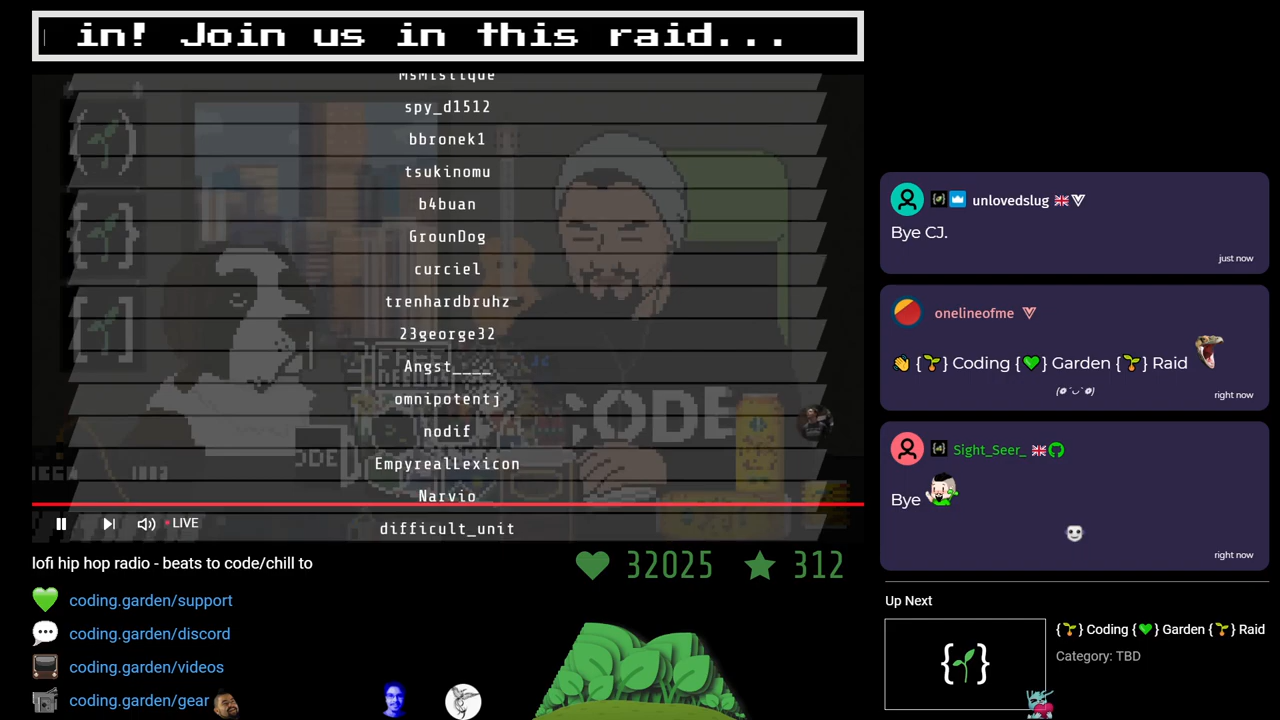 in! Join us in this raid...
MsMistique
spy_d1512
bbronek1
tsukinomu
b4buan
GrounDog
curciel
trenhardbruhz
23george32
Angst____
omnipotentj
nodif
EmpyrealLexicon
Narvio_
difficult_unit
CODE
LIVE
lofi hip hop radio - beats to code/chill to
32025
312
coding.garden/support
coding.garden/discord
coding.garden/videos
coding.garden/gear
unlovedslug
Bye CJ.
just now
onelineofme
👋 {🌱} Coding {💚} Garden {🌱} Raid
right now
Sight_Seer_
Bye
right now
Up Next
{🌱} Coding {💚} Garden {🌱} Raid
Category: TBD